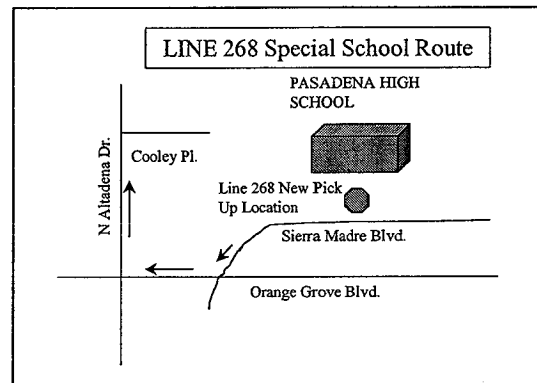 LINE 268 Special School Route
PASADENA HIGH
SCHOOL
N Altadena Dr.
Cooley Pl.
Line 268 New Pick
Up Location
Sierra Madre Blvd.
Orange Grove Blvd.